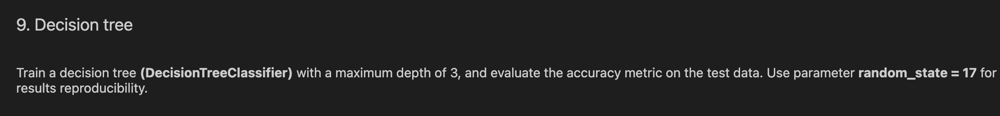 9. Decision tree
Train a decision tree (DecisionTreeClassifier) with a maximum depth of 3, and evaluate the accuracy metric on the test data. Use parameter random_state = 17 for
results reproducibility.